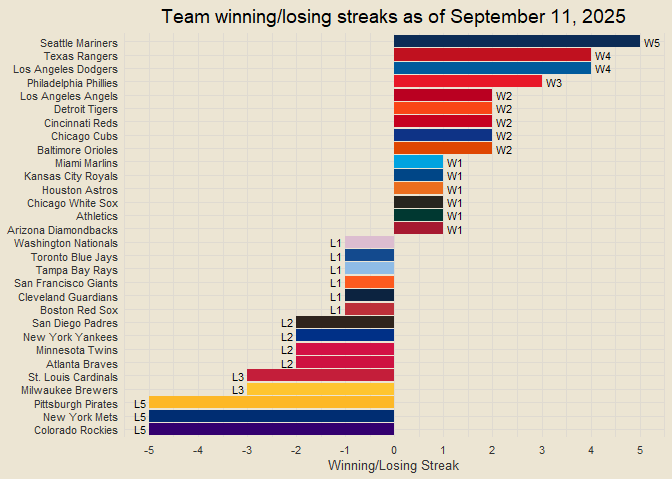 Team winning/losing streaks as of September 11, 2025
Seattle Mariners W5
Texas Rangers W4
Los Angeles Dodgers W4
Philadelphia Phillies W3
Los Angeles Angels W2
Detroit Tigers W2
Cincinnati Reds W2
Chicago Cubs W2
Baltimore Orioles W2
Miami Marlins W1
Kansas City Royals W1
Houston Astros W1
Chicago White Sox W1
Athletics W1
Arizona Diamondbacks W1
Washington Nationals L1
Toronto Blue Jays L1
Tampa Bay Rays L1
San Francisco Giants L1
Cleveland Guardians L1
Boston Red Sox L1
San Diego Padres L2
New York Yankees L2
Minnesota Twins L2
Atlanta Braves L2
St. Louis Cardinals L3
Milwaukee Brewers L3
Pittsburgh Pirates L5
New York Mets L5
Colorado Rockies L5
-5 -4 -3 -2 -1 0 1 2 3 4 5
Winning/Losing Streak